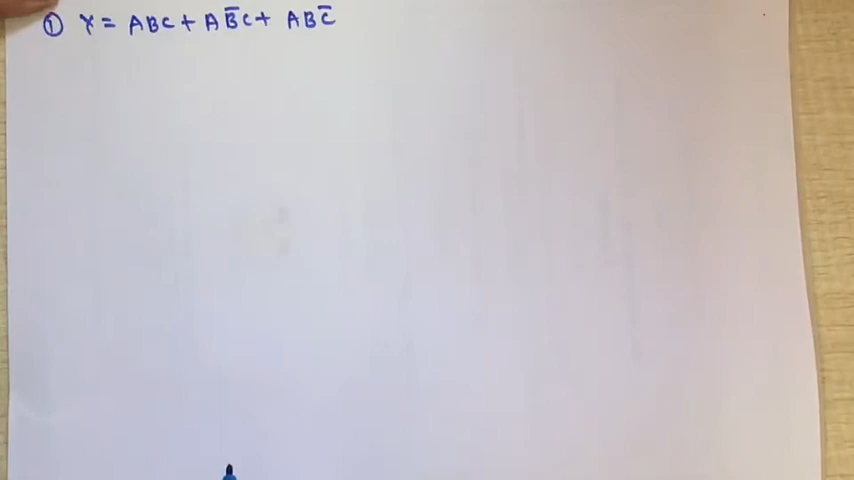 ① Y = ABC + AB̅C + ABC̅